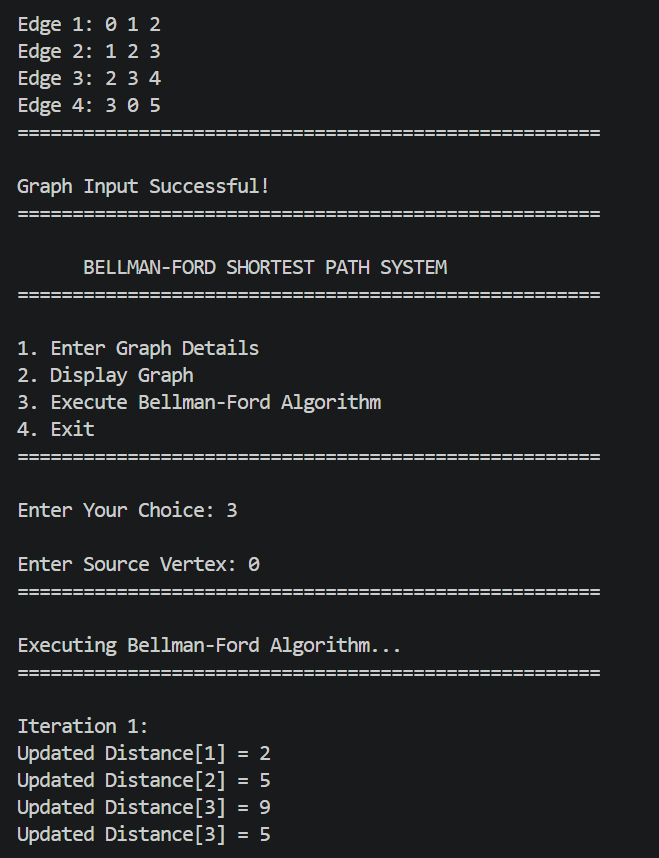 Edge 1: 0 1 2
Edge 2: 1 2 3
Edge 3: 2 3 4
Edge 4: 3 0 5
=====================================================
Graph Input Successful!
=====================================================
BELLMAN-FORD SHORTEST PATH SYSTEM
=====================================================
1. Enter Graph Details
2. Display Graph
3. Execute Bellman-Ford Algorithm
4. Exit
=====================================================
Enter Your Choice: 3
Enter Source Vertex: 0
=====================================================
Executing Bellman-Ford Algorithm...
=====================================================
Iteration 1:
Updated Distance[1] = 2
Updated Distance[2] = 5
Updated Distance[3] = 9
Updated Distance[3] = 5